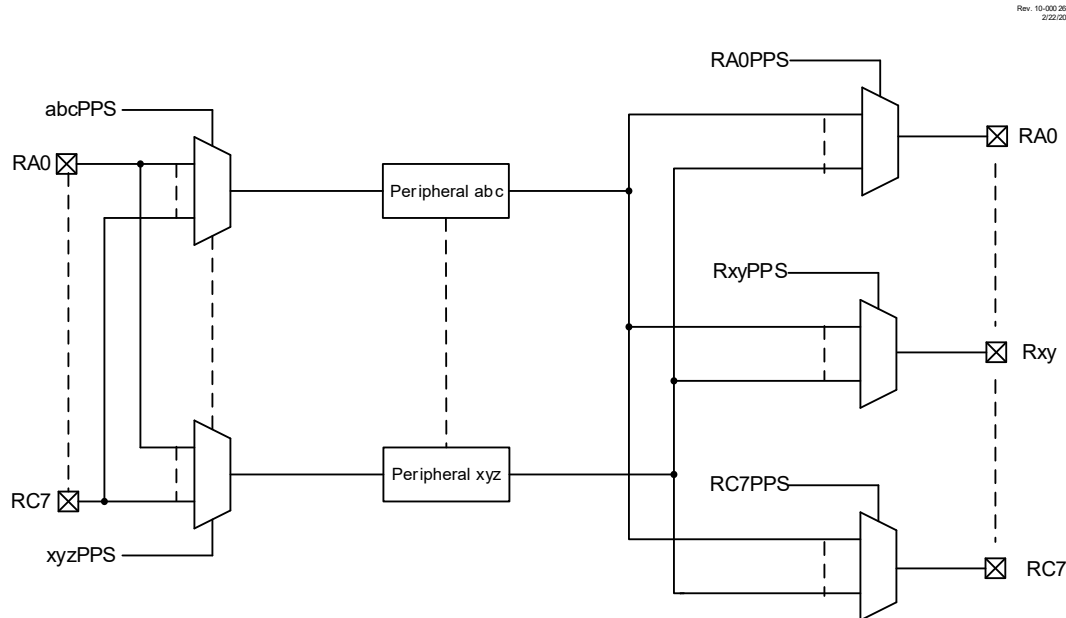 Rev. 10-000 26
2/22/20
RA0PPS
abcPPS
RA0
RA0
Peripheral abc
RxyPPS
Rxy
Peripheral xyz
RC7PPS
RC7
xyzPPS
RC7